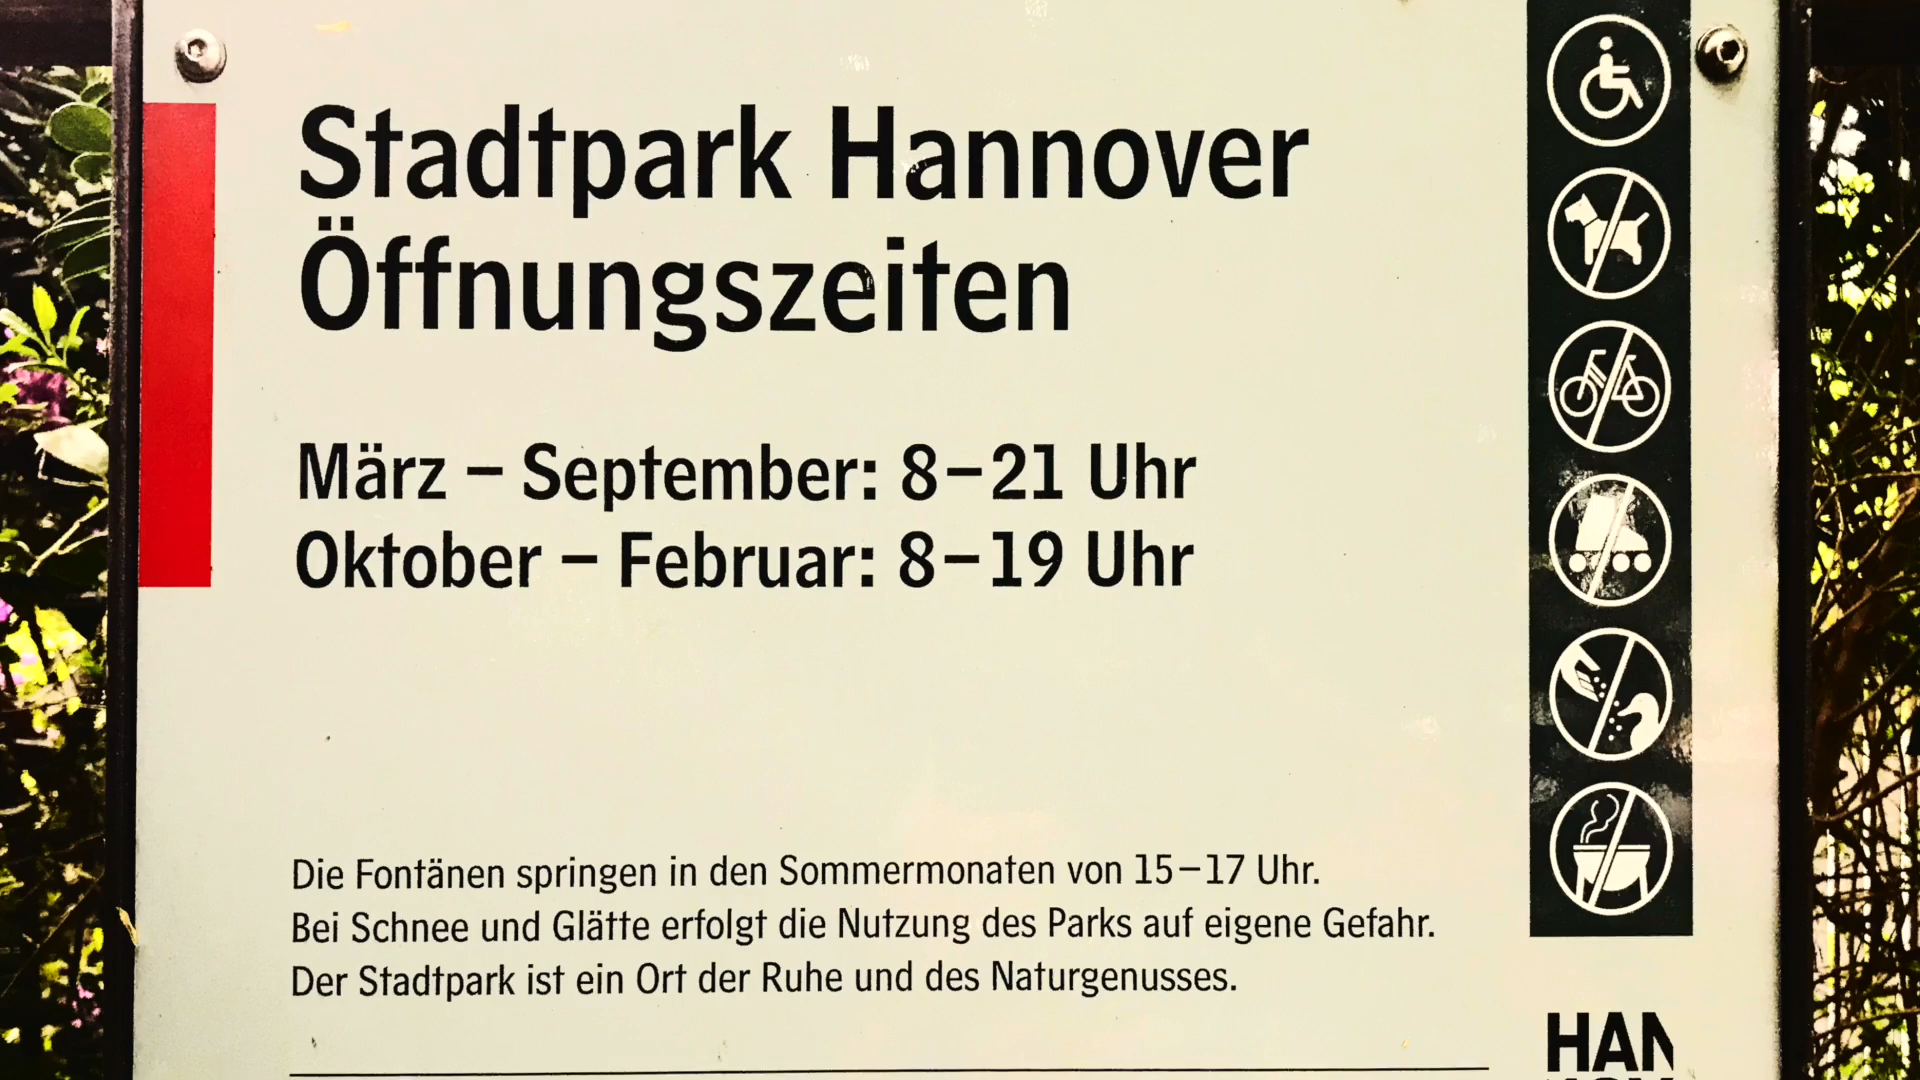 Stadtpark Hannover
Öffnungszeiten
März – September: 8–21 Uhr
Oktober – Februar: 8–19 Uhr
Die Fontänen springen in den Sommermonaten von 15–17 Uhr.
Bei Schnee und Glätte erfolgt die Nutzung des Parks auf eigene Gefahr.
Der Stadtpark ist ein Ort der Ruhe und des Naturgenusses.
HAN